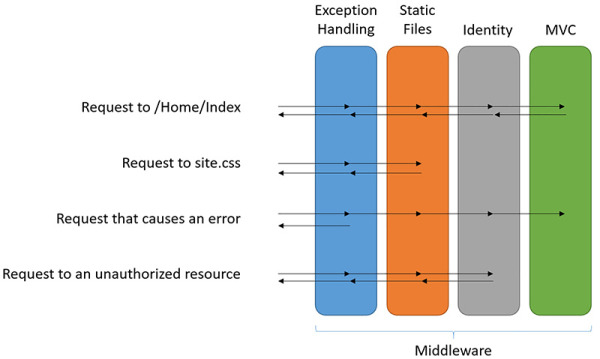 Exception Handling
Static Files
Identity
MVC
Request to /Home/Index
Request to site.css
Request that causes an error
Request to an unauthorized resource
Middleware